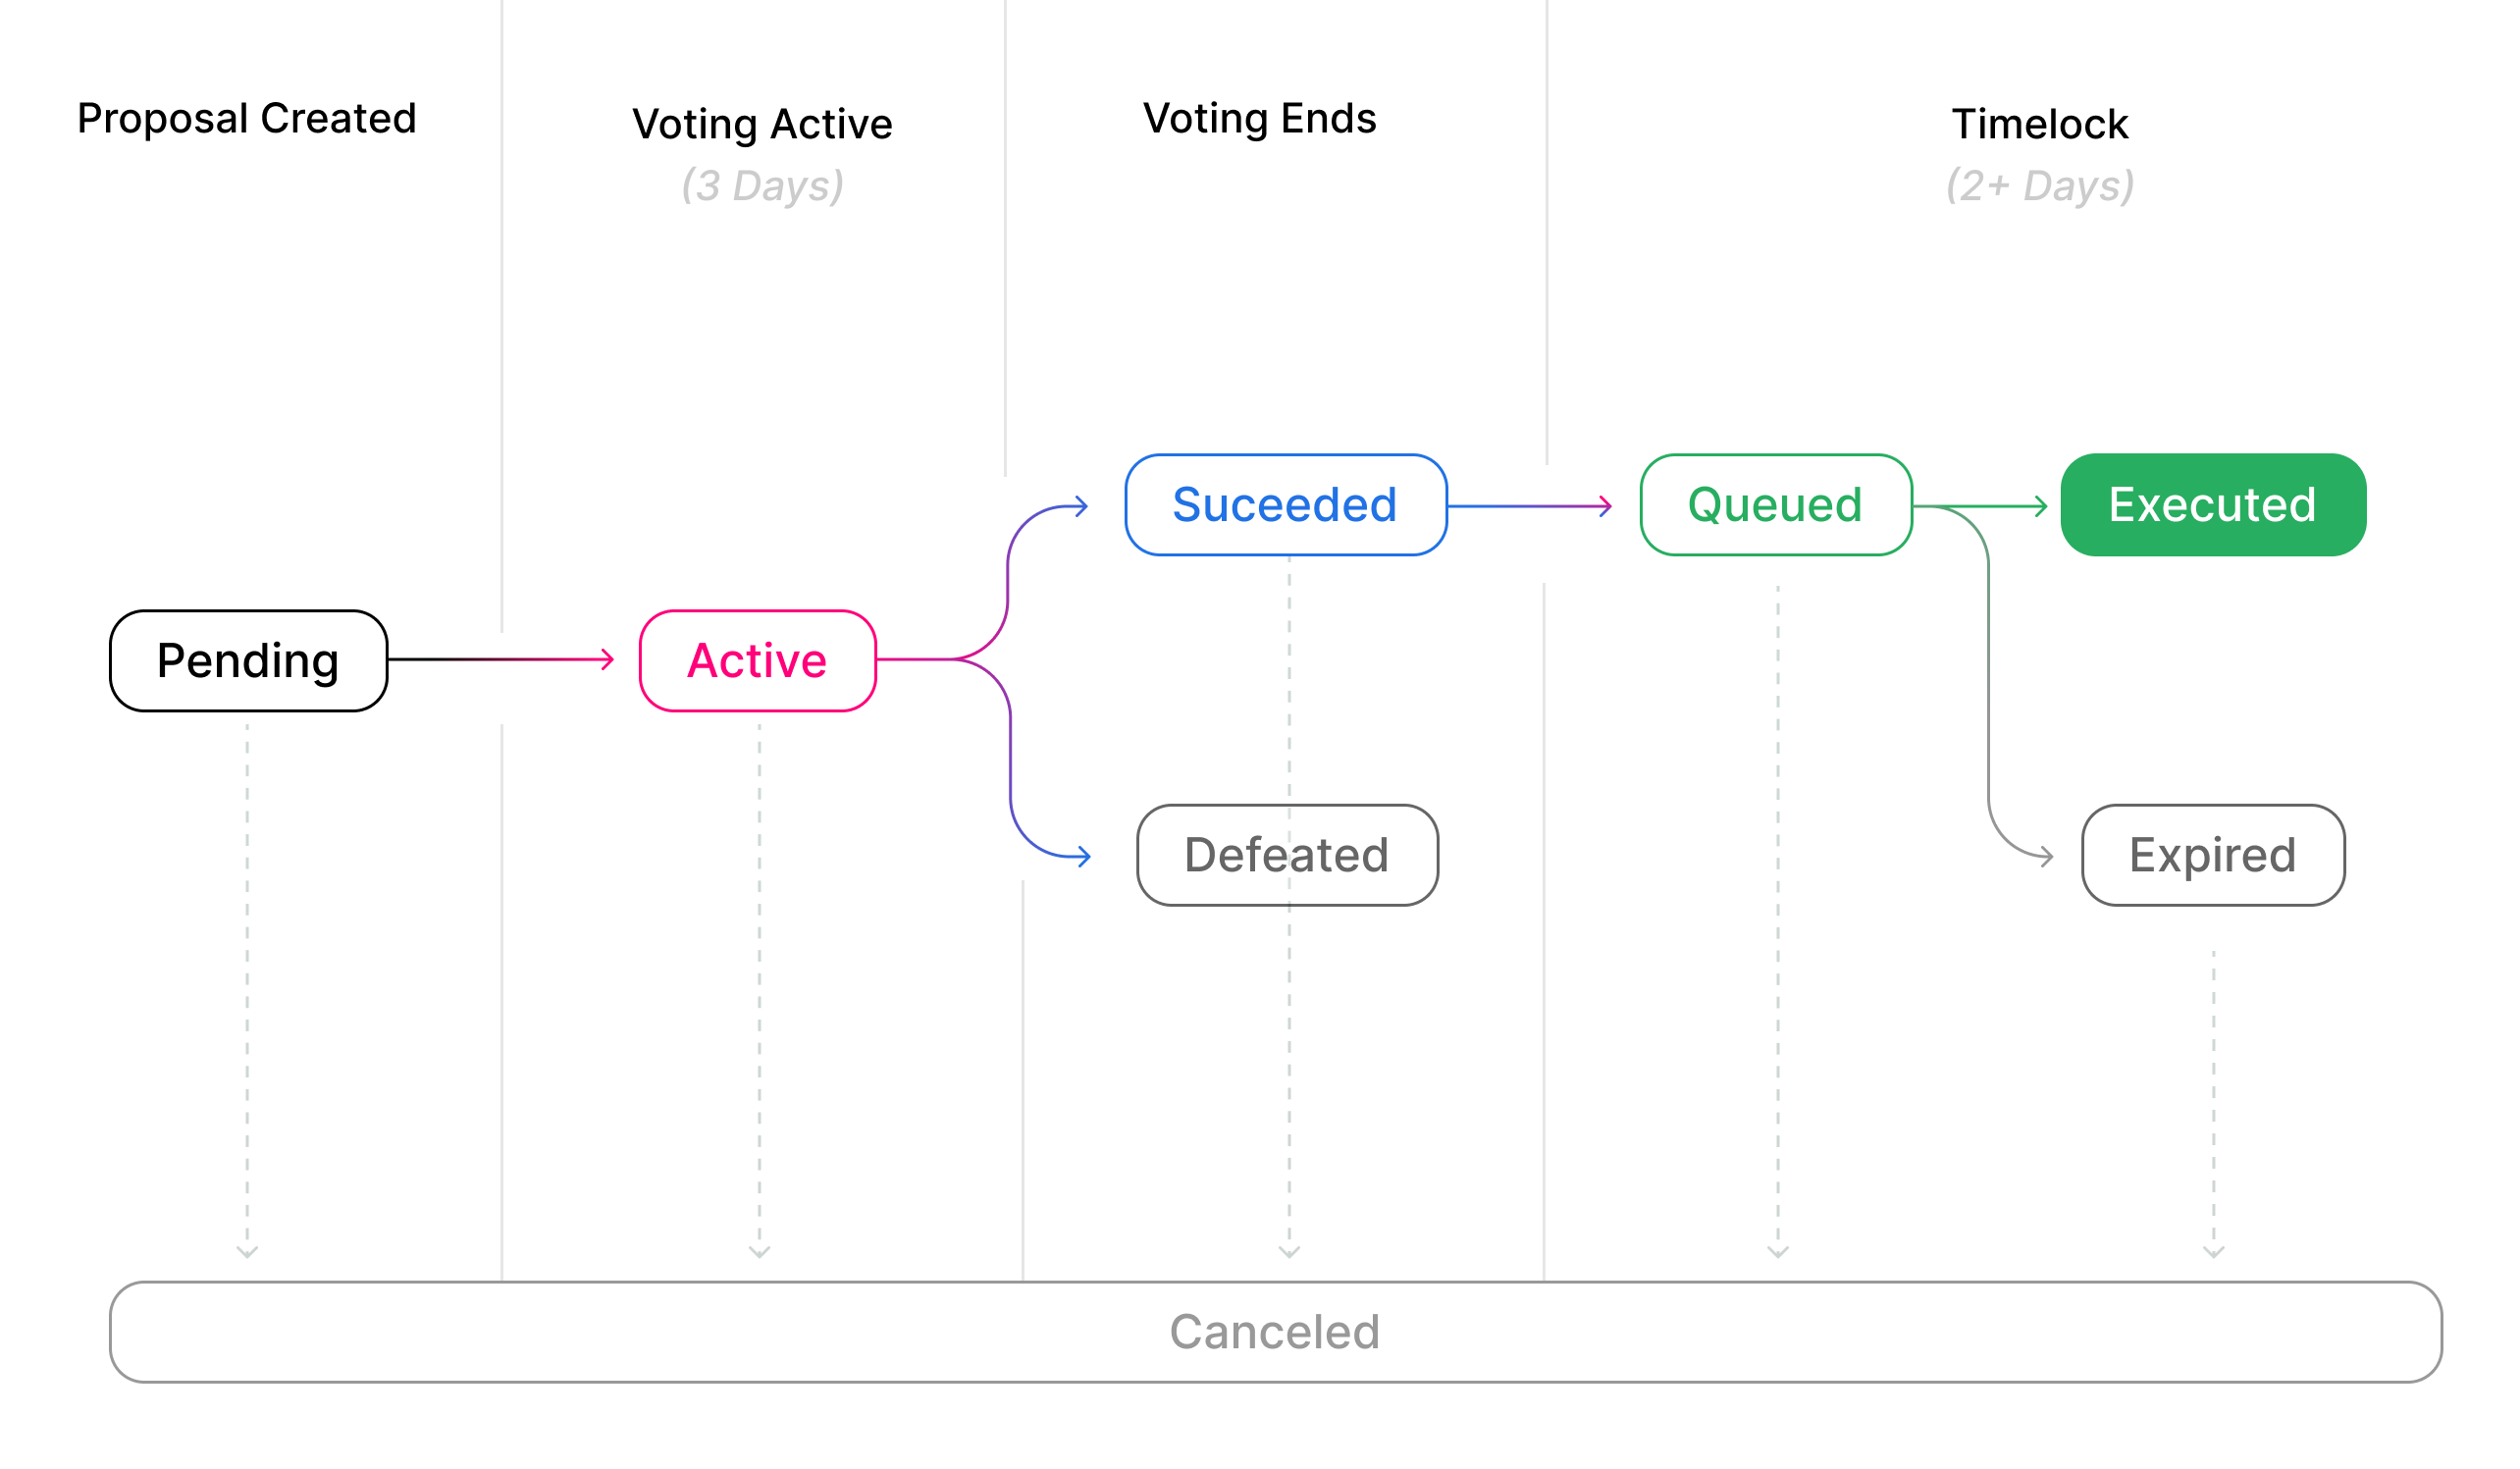 Proposal Created
Voting Active
(3 Days)
Voting Ends
Timelock
(2+ Days)
Suceeded
Queued
Executed
Pending
Active
Defeated
Expired
Canceled